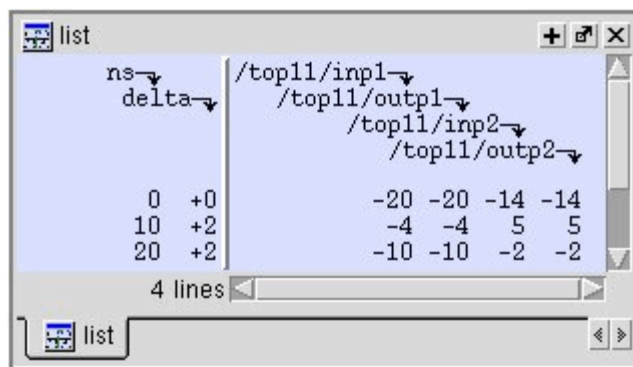 list
ns
delta
/top11/inp1
/top11/outp1
/top11/inp2
/top11/outp2
0 +0 -20 -20 -14 -14
10 +2 -4 -4 5 5
20 +2 -10 -10 -2 -2
4 lines
list